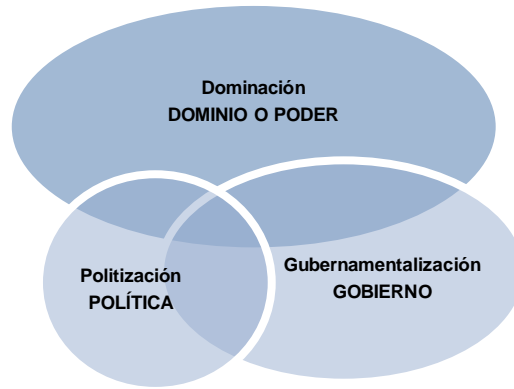 Dominación
DOMINIO O PODER
Politización
POLÍTICA
Gubernamentalización
GOBIERNO